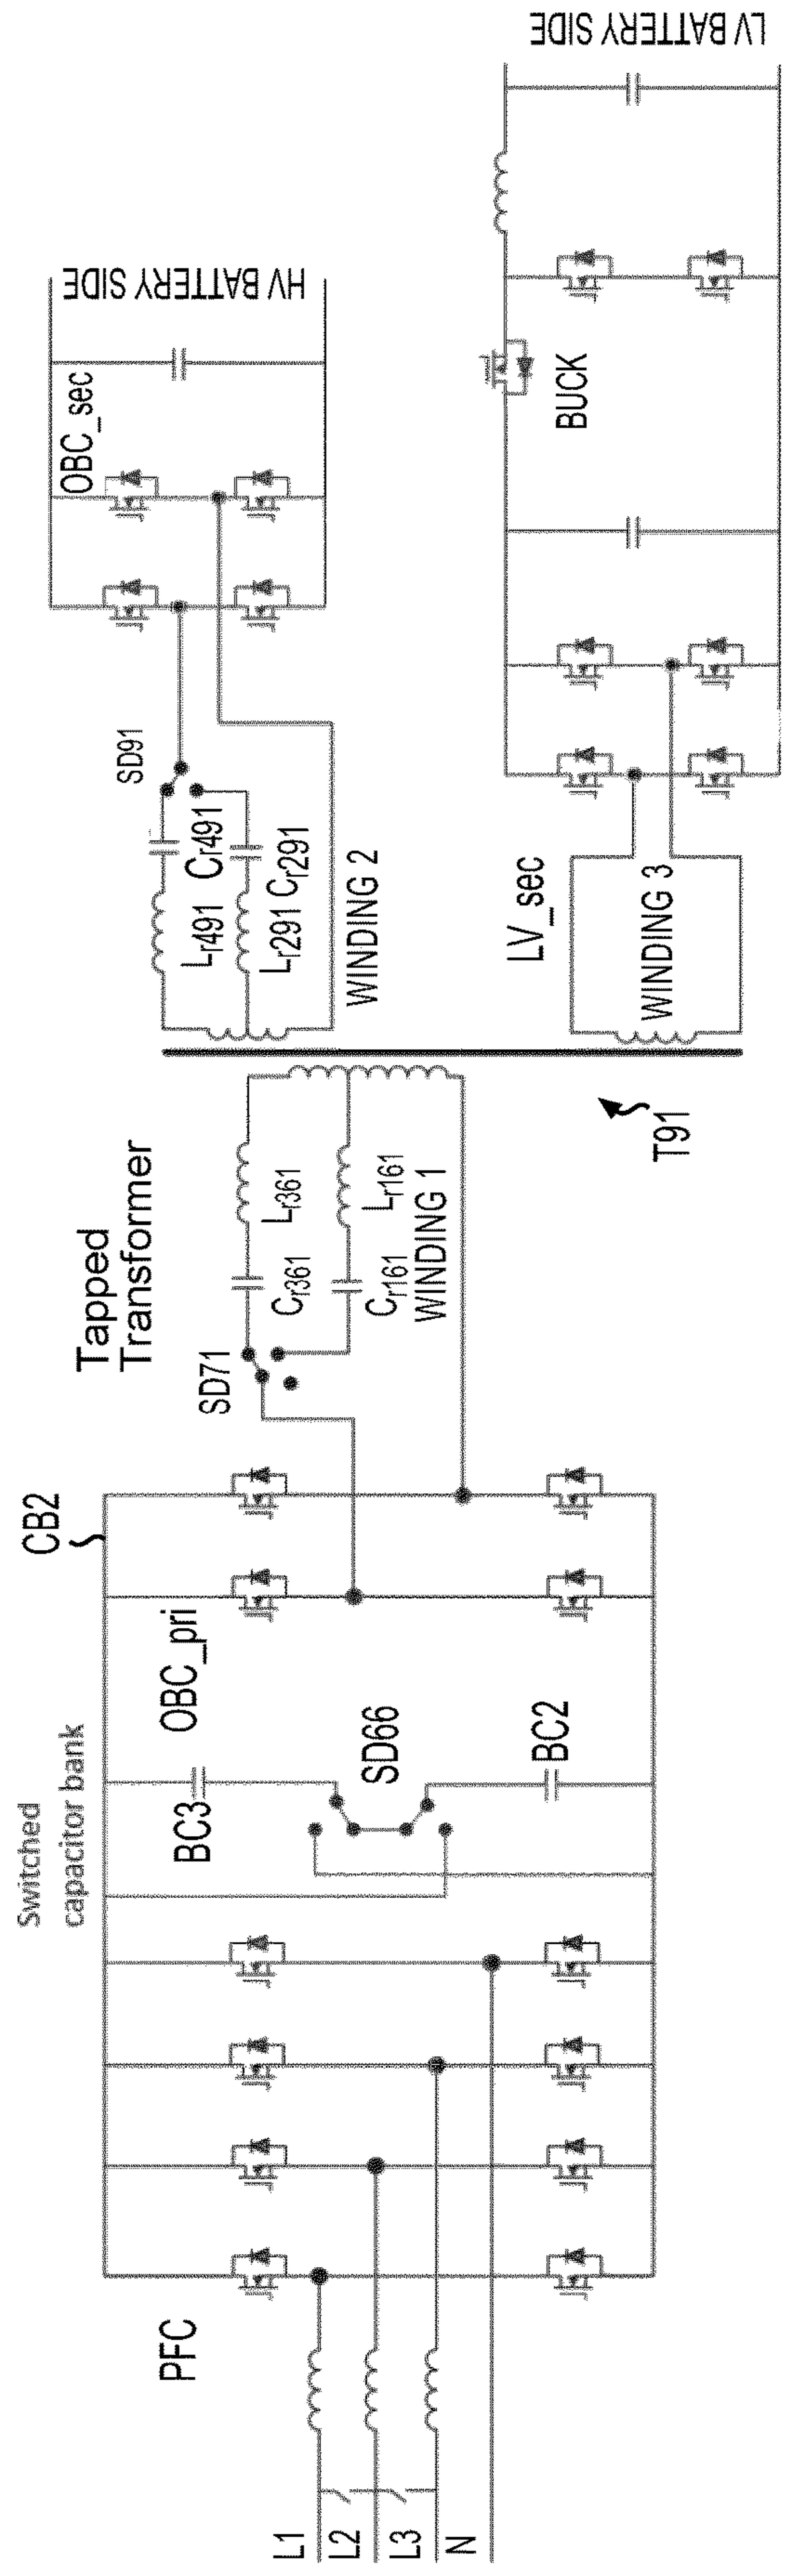 L1
L2
L3
N
PFC
Switched
capacitor bank
BC3
SD66
BC2
OBC_pri
CB2
Tapped
Transformer
SD71
Cr361
Lr361
Cr161
Lr161
WINDING 1
T91
Lr491
Cr491
Lr291
Cr291
WINDING 2
SD91
OBC_sec
HV BATTERY SIDE
LV_sec
WINDING 3
BUCK
LV BATTERY SIDE